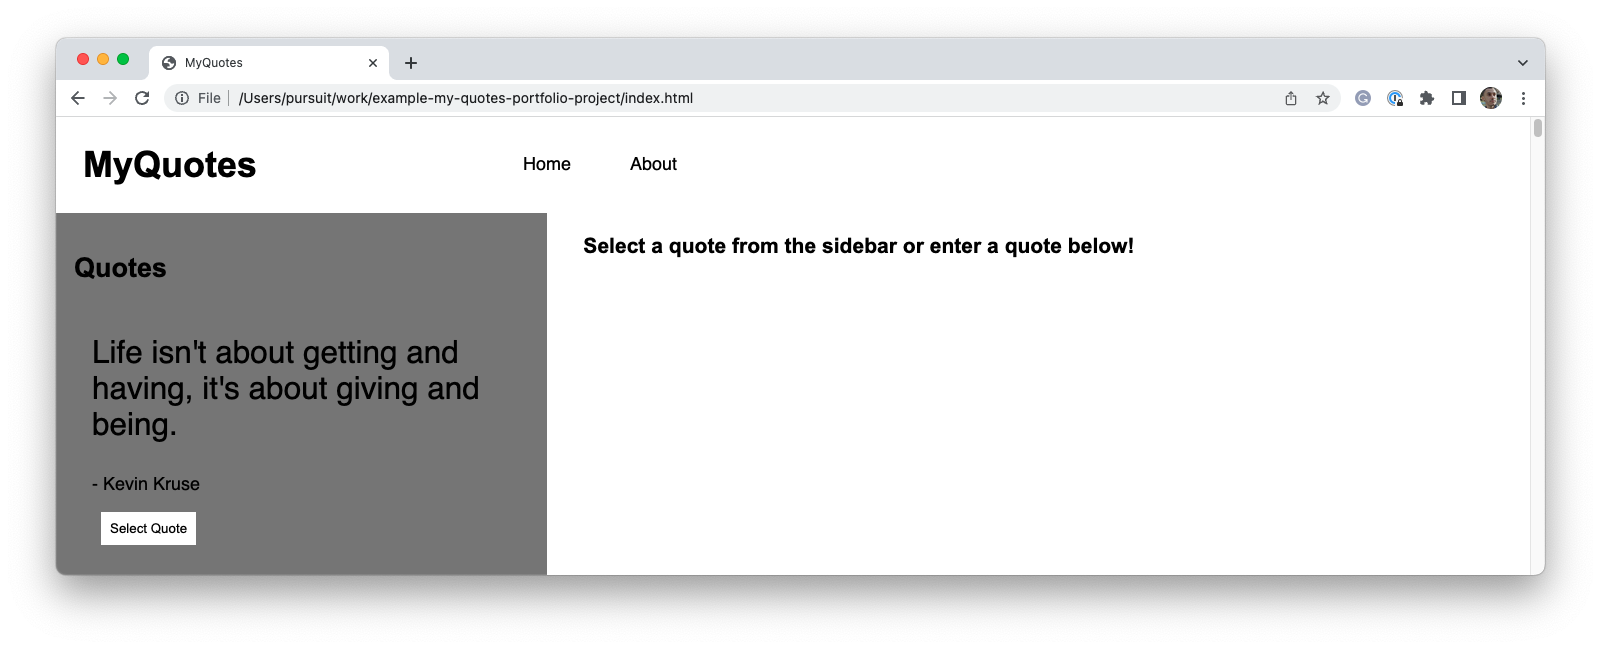 MyQuotes
File
/Users/pursuit/work/example-my-quotes-portfolio-project/index.html
MyQuotes
Home
About
Quotes
Select a quote from the sidebar or enter a quote below!
Life isn't about getting and
having, it's about giving and
being.
- Kevin Kruse
Select Quote